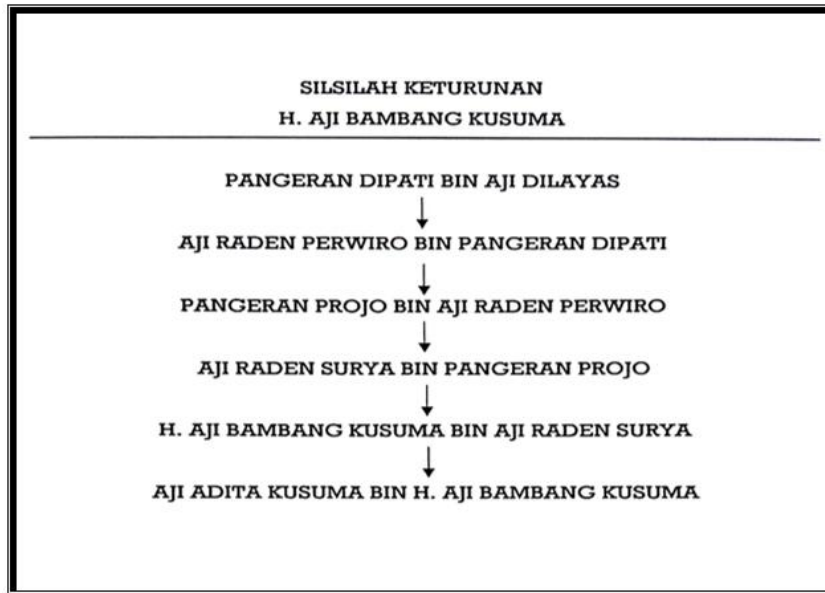 SILSILAH KETURUNAN
H. AJI BAMBANG KUSUMA
PANGERAN DIPATI BIN AJI DILAYAS
AJI RADEN PERWIRO BIN PANGERAN DIPATI
PANGERAN PROJO BIN AJI RADEN PERWIRO
AJI RADEN SURYA BIN PANGERAN PROJO
H. AJI BAMBANG KUSUMA BIN AJI RADEN SURYA
AJI ADITA KUSUMA BIN H. AJI BAMBANG KUSUMA